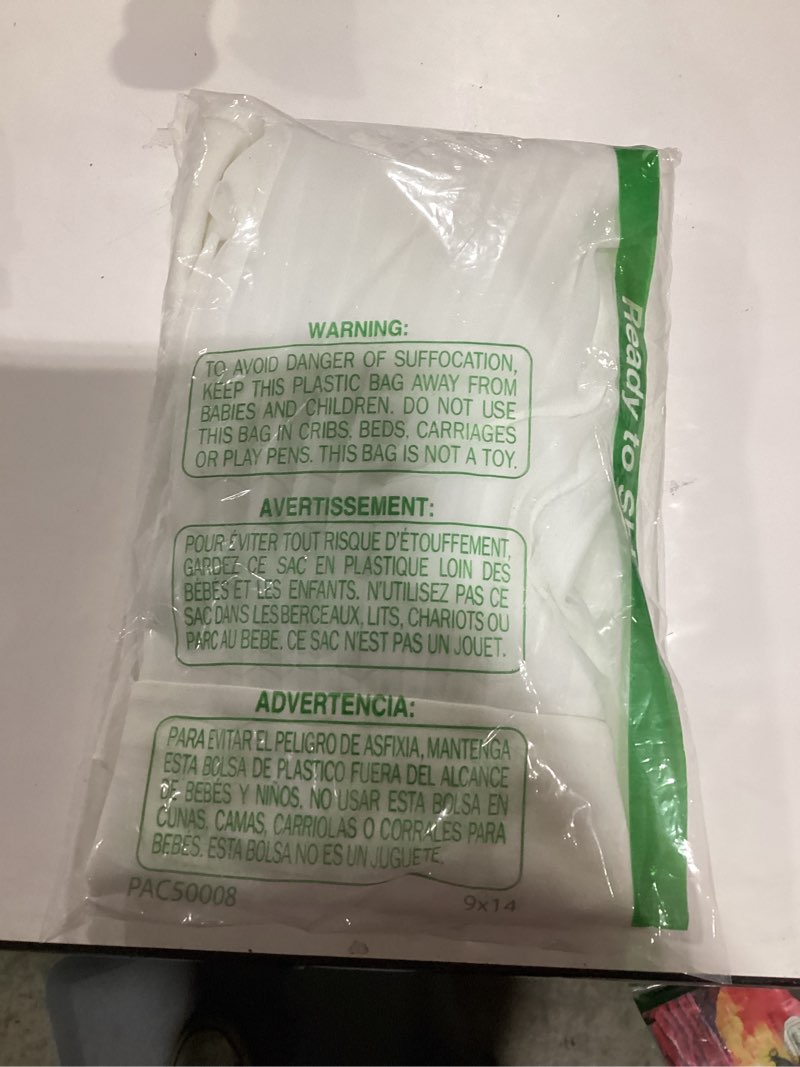 WARNING:
TO AVOID DANGER OF SUFFOCATION,
KEEP THIS PLASTIC BAG AWAY FROM
BABIES AND CHILDREN. DO NOT USE
THIS BAG IN CRIBS, BEDS, CARRIAGES
OR PLAY PENS. THIS BAG IS NOT A TOY.
AVERTISSEMENT:
POUR ÉVITER TOUT RISQUE D'ÉTOUFFEMENT,
GARDEZ CE SAC EN PLASTIQUE LOIN DES
BÉBÉS ET LES ENFANTS. N'UTILISEZ PAS CE
SAC DANS LES BERCEAUX, LITS, CHARIOTS OU
PARC AU BEBE. CE SAC N'EST PAS UN JOUET.
ADVERTENCIA:
PARA EVITAR EL PELIGRO DE ASFIXIA, MANTENGA
ESTA BOLSA DE PLASTICO FUERA DEL ALCANCE
DE BEBES Y NIÑOS. NO USAR ESTA BOLSA EN
CUNAS, CAMAS, CARRIOLAS O CORRALES PARA
BEBES. ESTA BOLSA NO ES UN JUGUETE.
PAC50008
9x14
Ready to